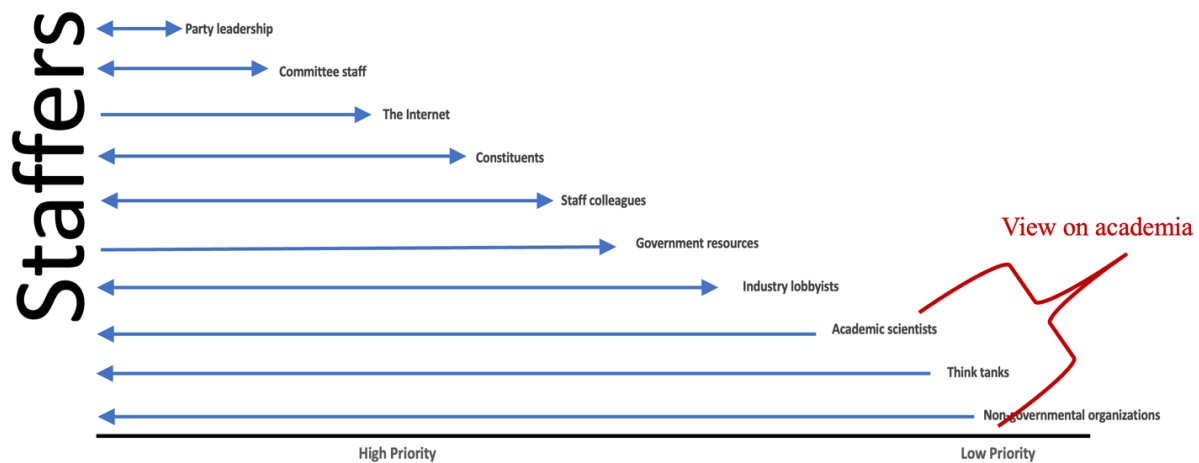 Staffers
Party leadership
Committee staff
The Internet
Constituents
Staff colleagues
View on academia
Government resources
Industry lobbyists
Academic scientists
Think tanks
Non-governmental organizations
High Priority
Low Priority